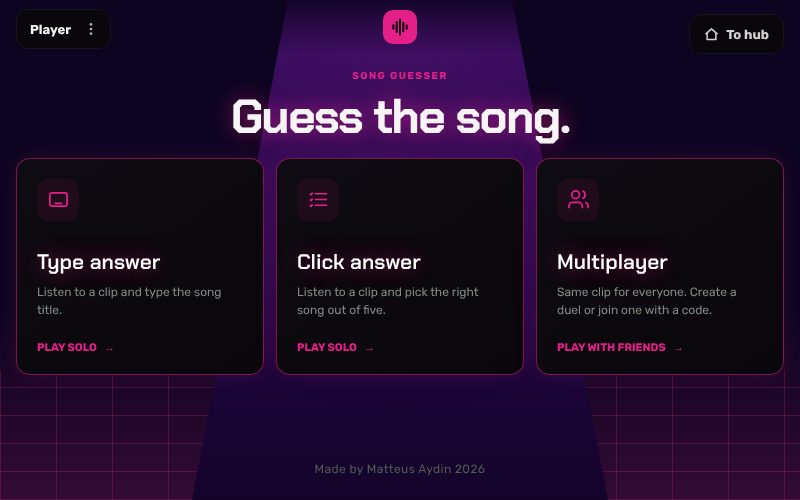 Player
To hub
SONG GUESSER
Guess the song.
Type answer
Listen to a clip and type the song
title.
PLAY SOLO →
Click answer
Listen to a clip and pick the right
song out of five.
PLAY SOLO →
Multiplayer
Same clip for everyone. Create a
duel or join one with a code.
PLAY WITH FRIENDS →
Made by Matteus Aydin 2026